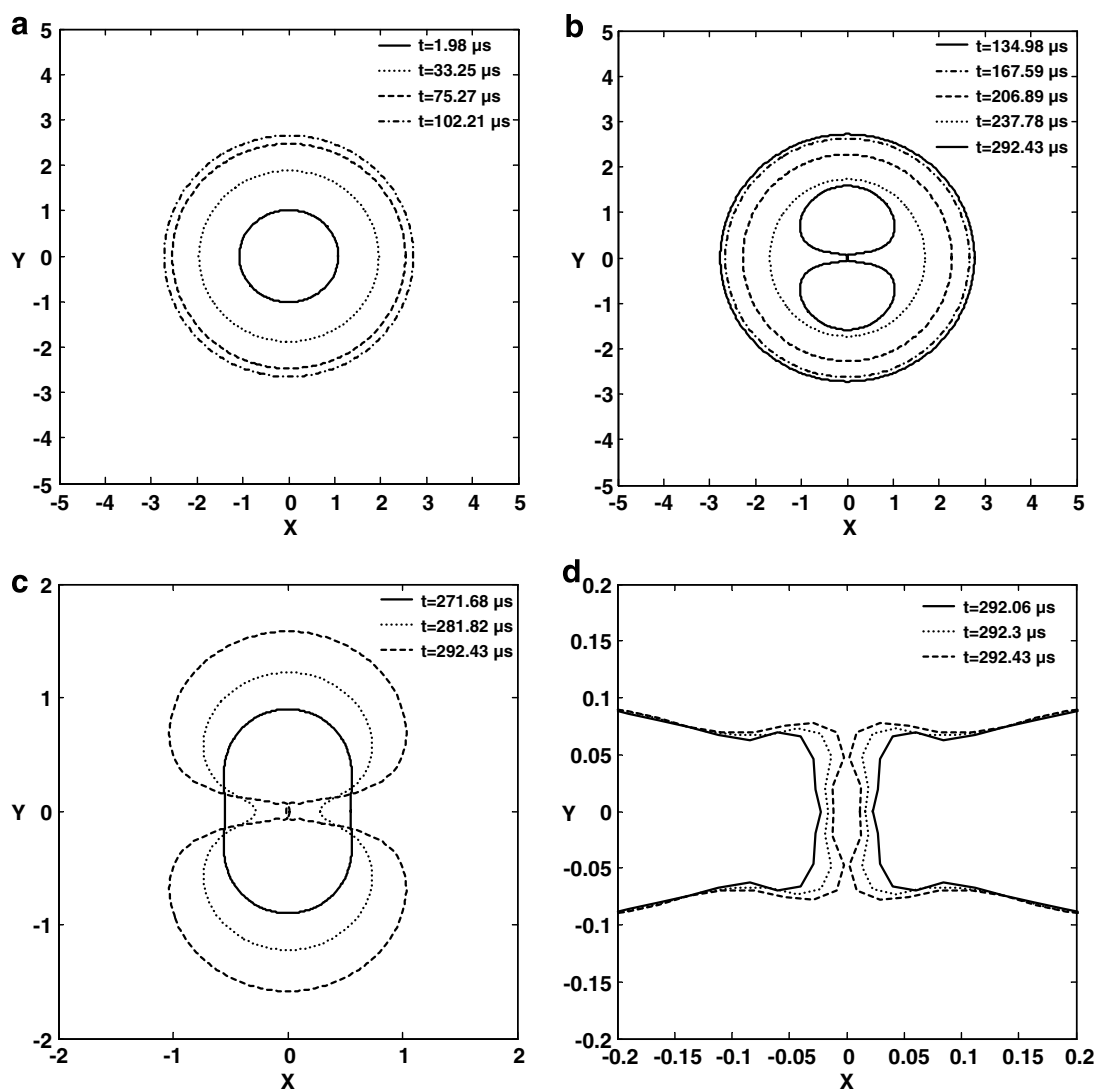 a
5
4
3
2
1
Y 0
-1
-2
-3
-4
-5
-5 -4 -3 -2 -1 0 1 2 3 4 5
X
t=1.98 µs
t=33.25 µs
t=75.27 µs
t=102.21 µs
b
5
4
3
2
1
Y 0
-1
-2
-3
-4
-5
-5 -4 -3 -2 -1 0 1 2 3 4 5
X
t=134.98 µs
t=167.59 µs
t=206.89 µs
t=237.78 µs
t=292.43 µs
c
2
1
Y 0
-1
-2
-2 -1 0 1 2
X
t=271.68 µs
t=281.82 µs
t=292.43 µs
d
0.2
0.15
0.1
0.05
Y 0
-0.05
-0.1
-0.15
-0.2
-0.2 -0.15 -0.1 -0.05 0 0.05 0.1 0.15 0.2
X
t=292.06 µs
t=292.3 µs
t=292.43 µs